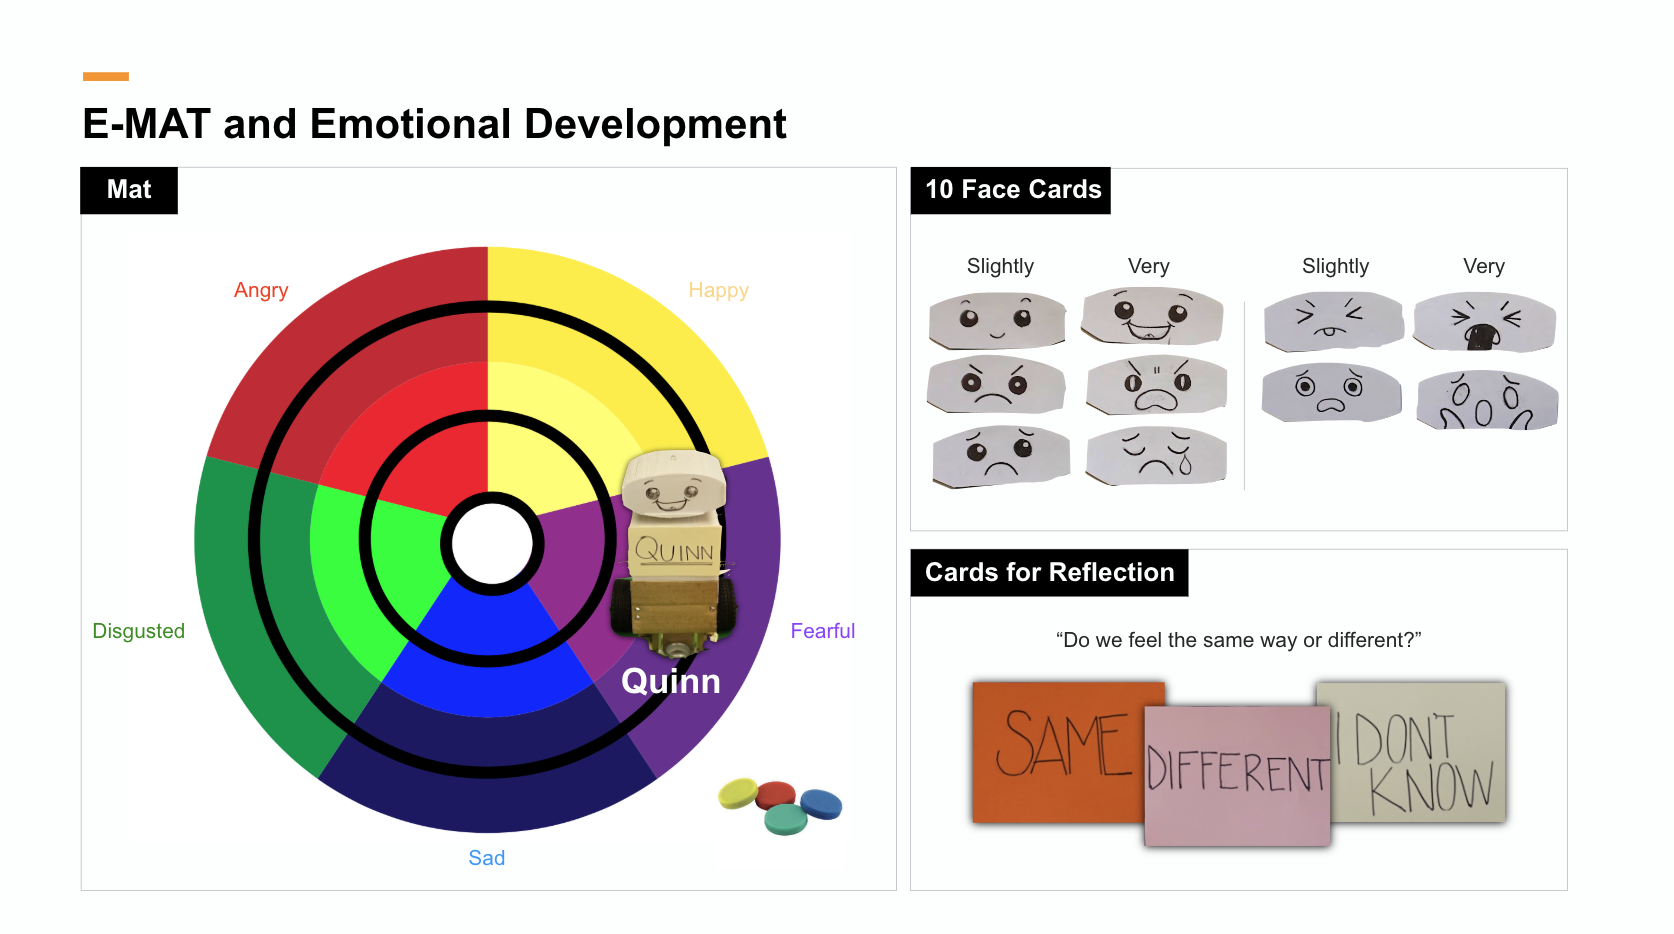 E-MAT and Emotional Development
Mat
Angry
Happy
QUINN
Disgusted
Fearful
Quinn
Sad
10 Face Cards
Slightly
Very
Slightly
Very
Cards for Reflection
“Do we feel the same way or different?”
SAME
DIFFERENT
I DONT
KNOW